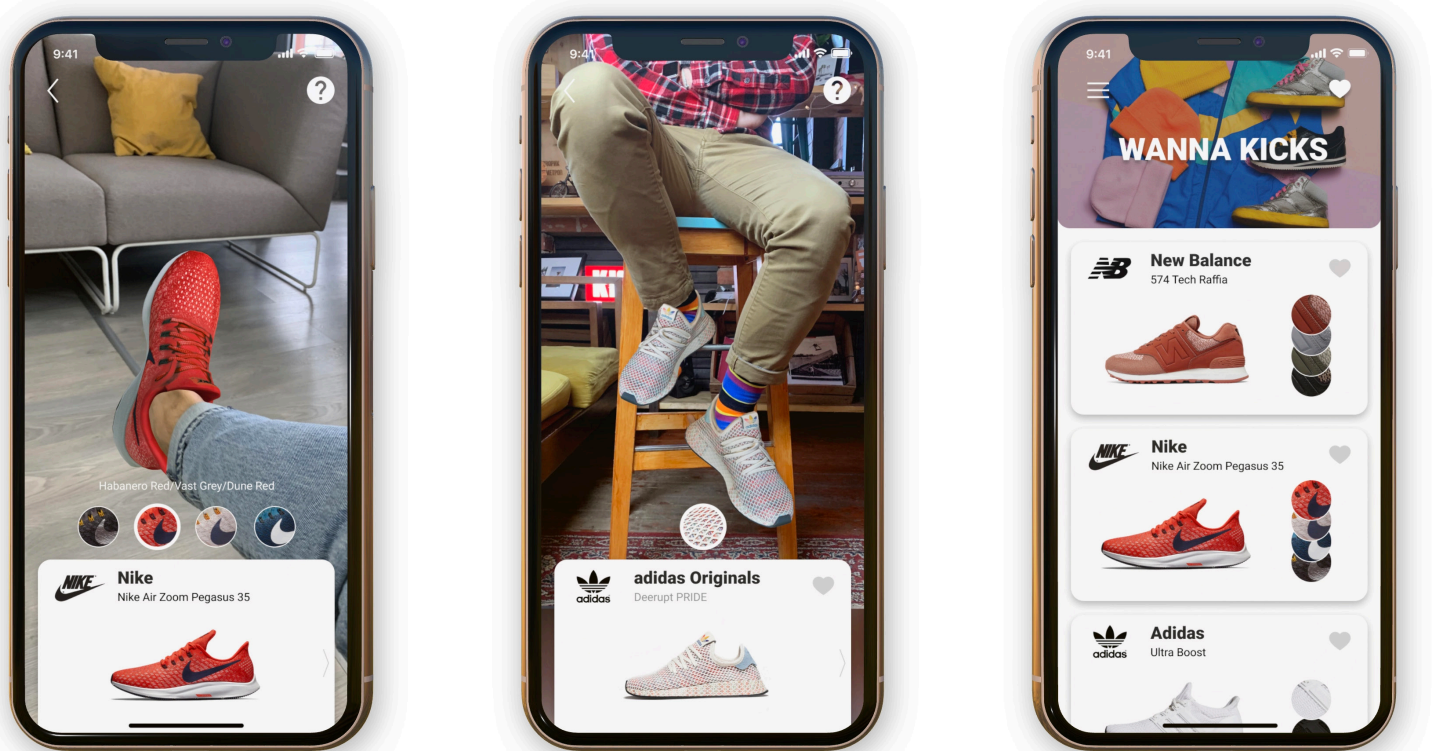 9:41
Habanero Red/Vast Grey/Dune Red
NIKE
Nike
Nike Air Zoom Pegasus 35
9:41
KI
adidas
adidas Originals
Deerupt PRIDE
9:41
WANNA KICKS
NB
New Balance
574 Tech Raffia
NIKE
Nike
Nike Air Zoom Pegasus 35
adidas
Adidas
Ultra Boost